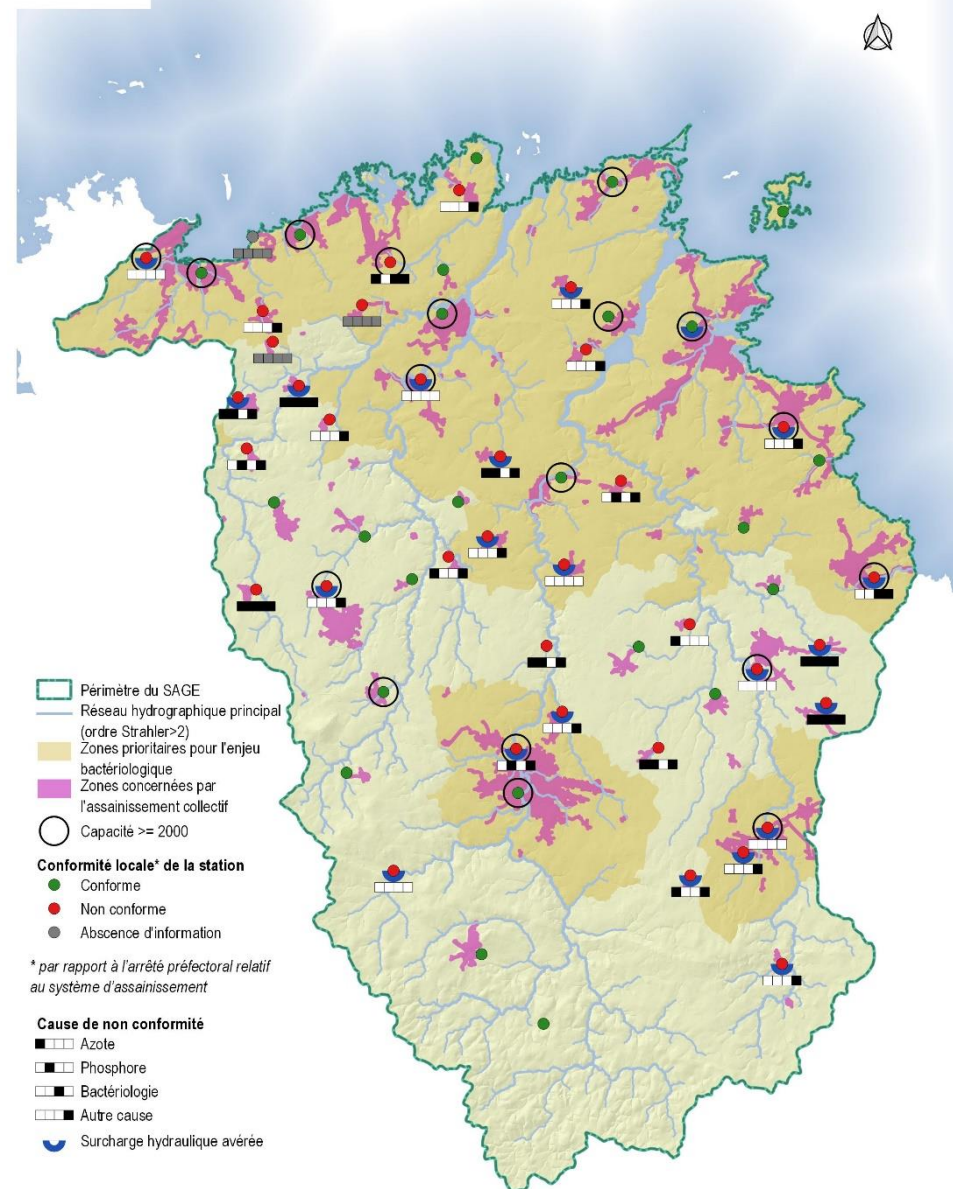 Périmètre du SAGE
Réseau hydrographique principal
(ordre Strahler>2)
Zones prioritaires pour l'enjeu
bactériologique
Zones concernées par
l'assainissement collectif
Capacité >= 2000
Conformité locale* de la station
Conforme
Non conforme
Abscence d'information
* par rapport à l'arrêté préfectoral relatif
au système d'assainissement
Cause de non conformité
Azote
Phosphore
Bactériologie
Autre cause
Surcharge hydraulique avérée